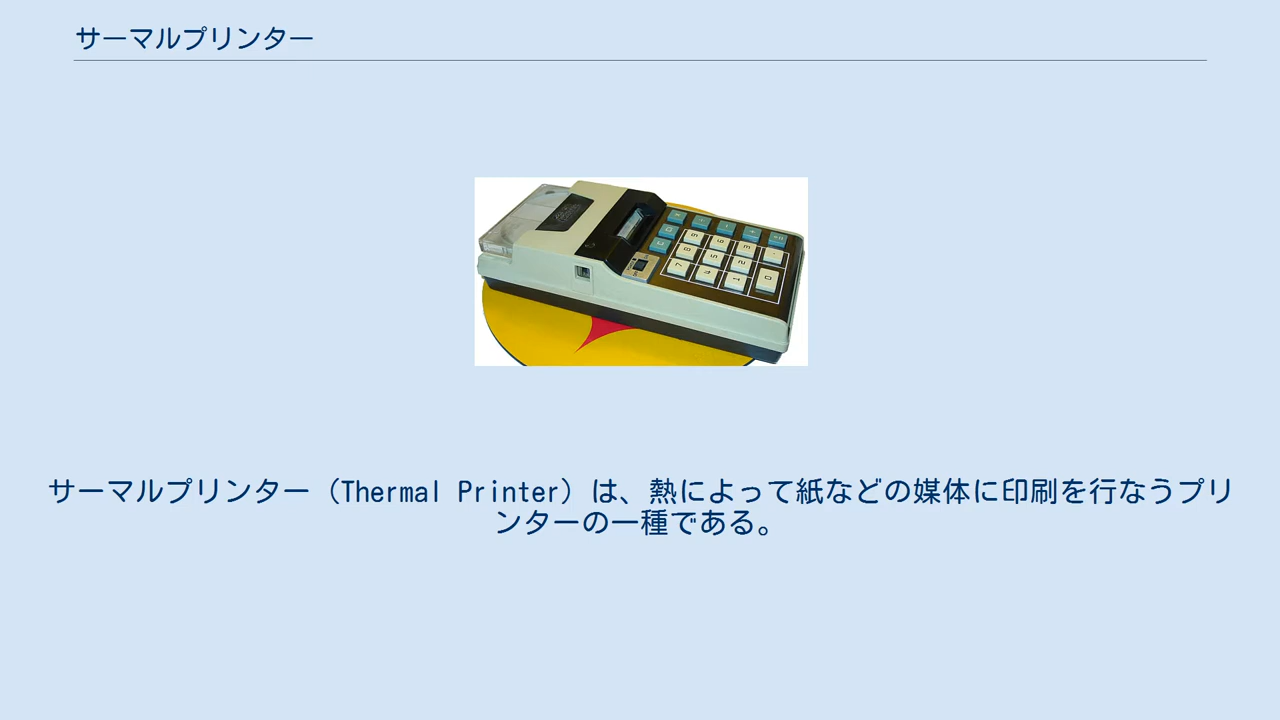 サーマルプリンター
サーマルプリンター（Thermal Printer）は、熱によって紙などの媒体に印刷を行なうプリ
ンターの一種である。